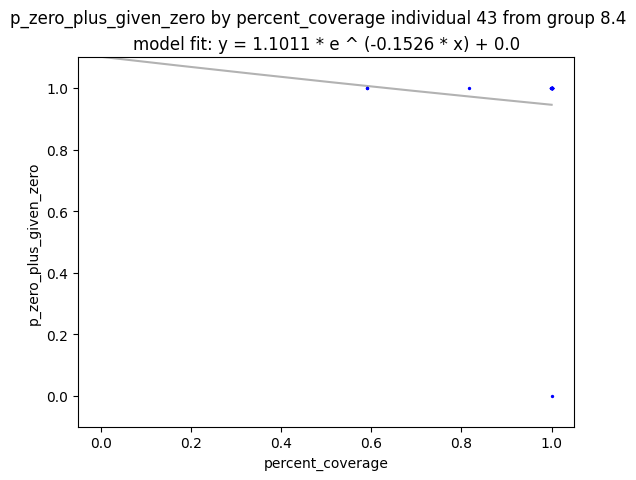 p_zero_plus_given_zero by percent_coverage individual 43 from group 8.4
model fit: y = 1.1011 * e ^ (-0.1526 * x) + 0.0
1.0
0.8
0.6
0.4
0.2
0.0
p_zero_plus_given_zero
0.0 0.2 0.4 0.6 0.8 1.0
percent_coverage